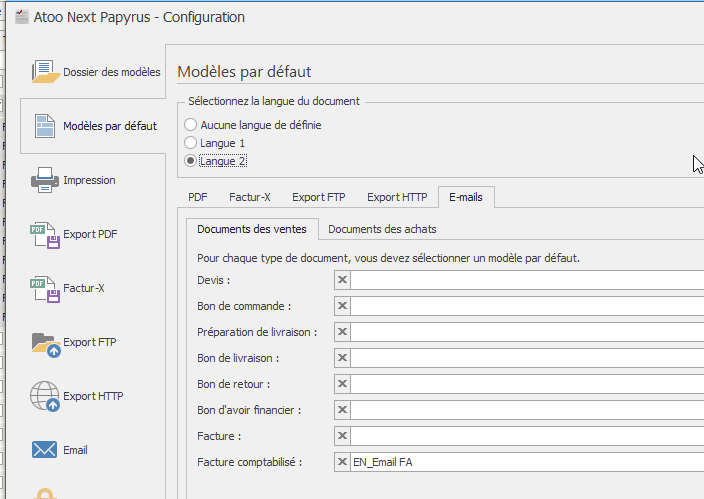 Atoo Next Papyrus - Configuration
Dossier des modèles
Modèles par défaut
Impression
Export PDF
Factur-X
Export FTP
Export HTTP
Email
Modèles par défaut
Sélectionnez la langue du document
Aucune langue de définie
Langue 1
Langue 2
PDF Factur-X Export FTP Export HTTP E-mails
Documents des ventes Documents des achats
Pour chaque type de document, vous devez sélectionner un modèle par défaut.
Devis :
Bon de commande :
Préparation de livraison :
Bon de livraison :
Bon de retour :
Bon d'avoir financier :
Facture :
Facture comptabilisé : EN_Email FA